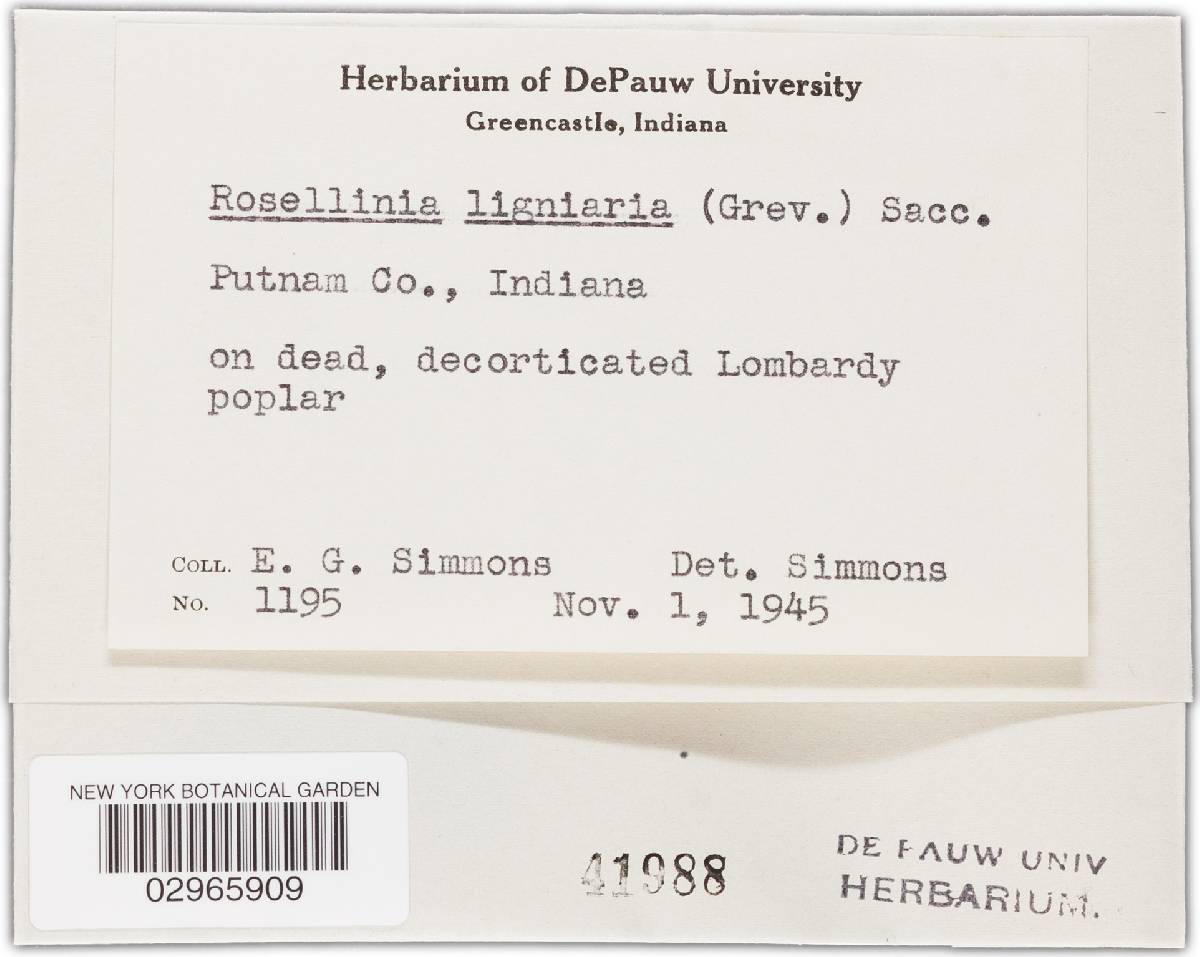 Herbarium of DePauw University
Greencastle, Indiana
Rosellinia ligniaria (Grev.) Sacc.
Putnam Co., Indiana
on dead, decorticated Lombardy
poplar
COLL. E. G. Simmons Det. Simmons
No. 1195 Nov. 1, 1945
NEW YORK BOTANICAL GARDEN
02965909
41988
DE PAUW UNIV
HERBARIUM.